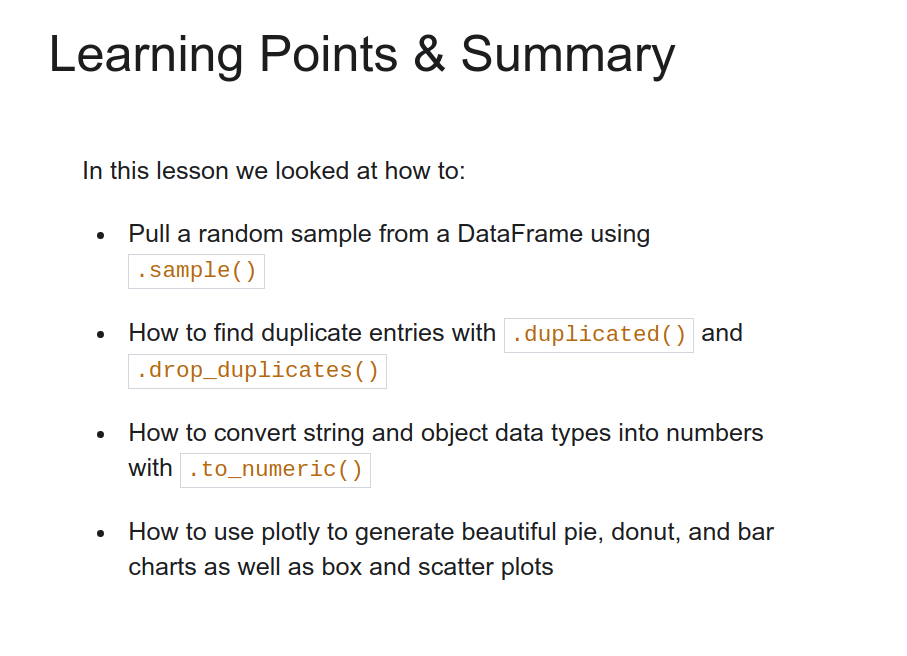 Learning Points & Summary
In this lesson we looked at how to:
• Pull a random sample from a DataFrame using
.sample()
• How to find duplicate entries with .duplicated() and
.drop_duplicates()
• How to convert string and object data types into numbers
with .to_numeric()
• How to use plotly to generate beautiful pie, donut, and bar
charts as well as box and scatter plots